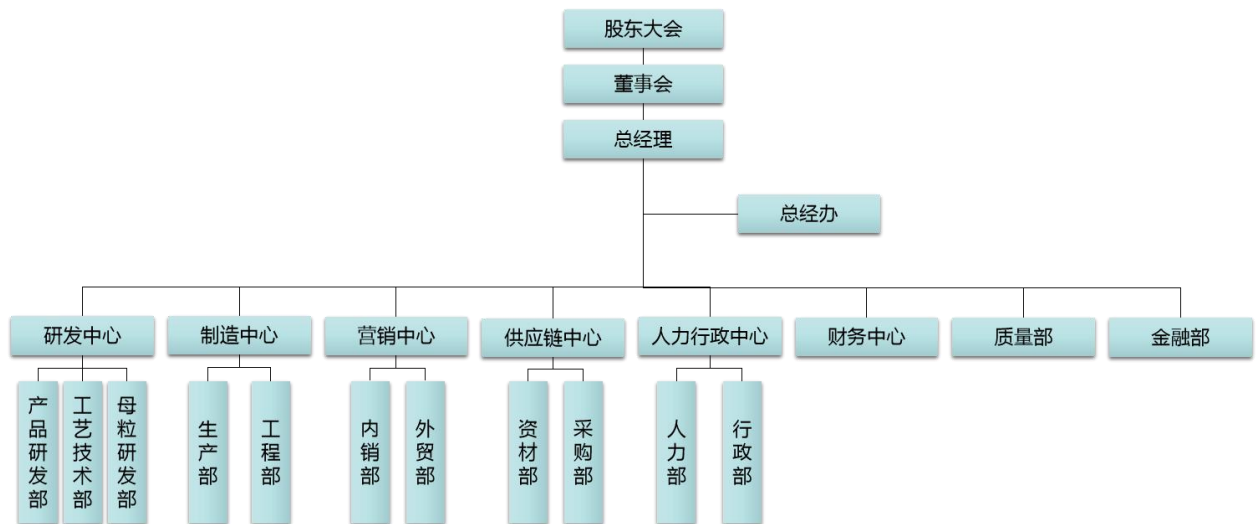 股东大会
董事会
总经理
总经办
研发中心
制造中心
营销中心
供应链中心
人力行政中心
财务中心
质量部
金融部
产品研发部
工艺技术部
母粒研发部
生产部
工程部
内销部
外贸部
资材部
采购部
人力部
行政部